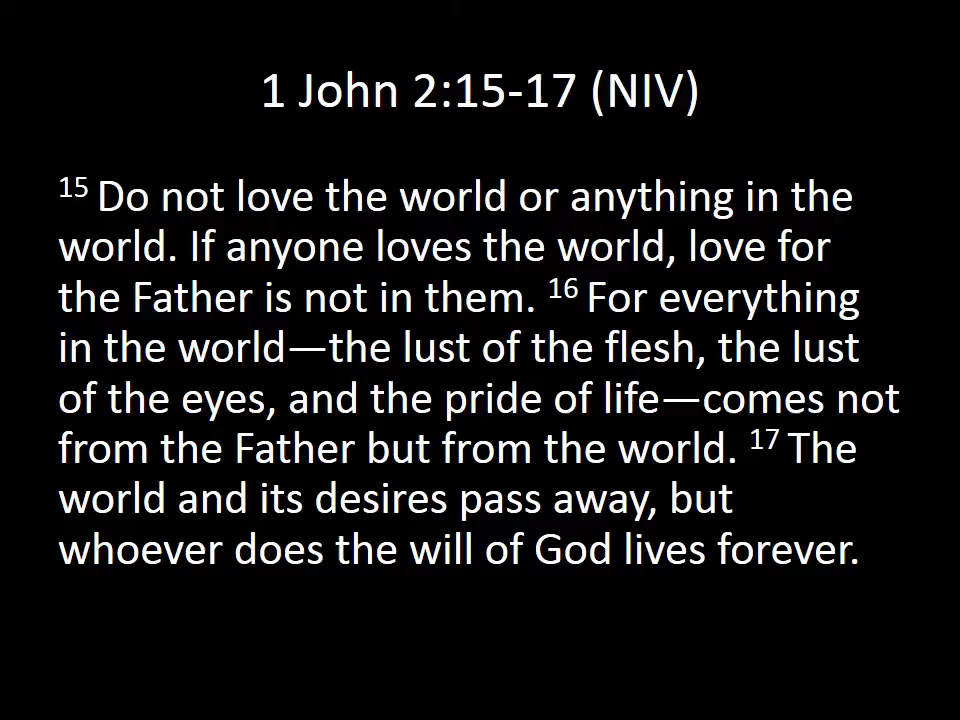 1 John 2:15-17 (NIV)
15 Do not love the world or anything in the
world. If anyone loves the world, love for
the Father is not in them. 16 For everything
in the world—the lust of the flesh, the lust
of the eyes, and the pride of life—comes not
from the Father but from the world. 17 The
world and its desires pass away, but
whoever does the will of God lives forever.